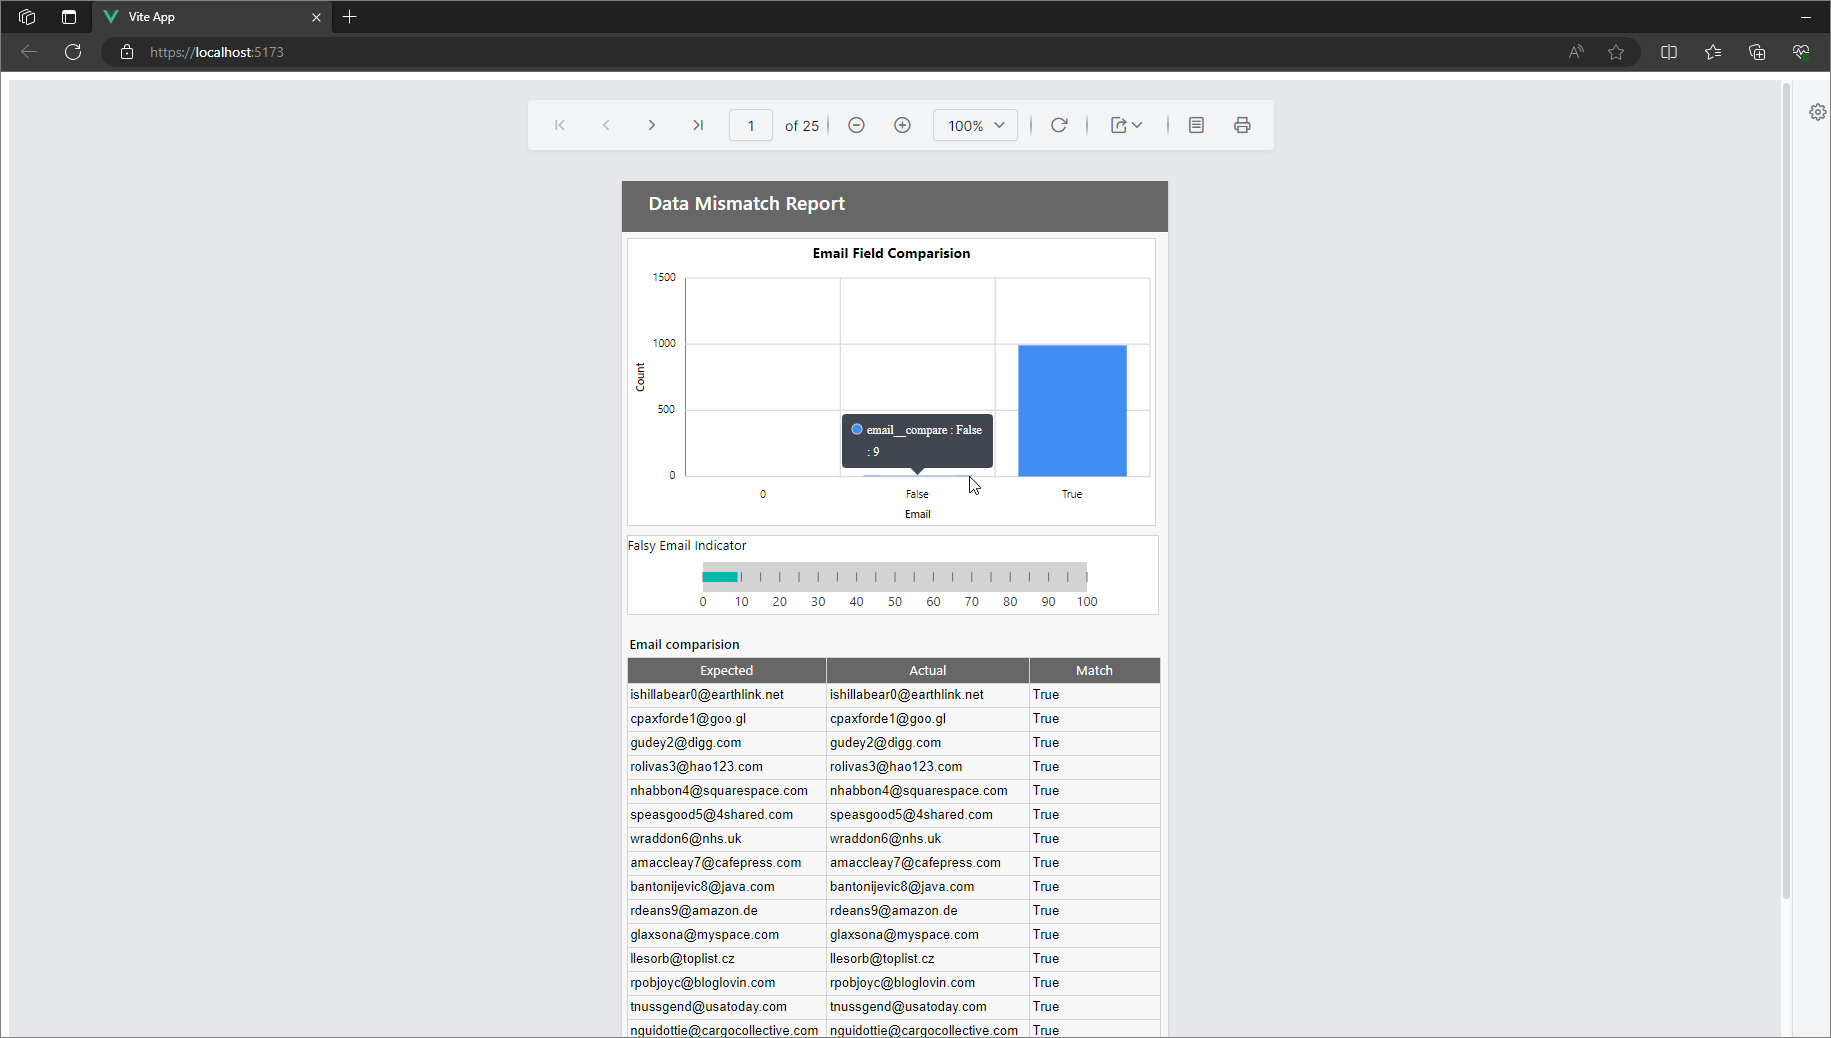 Vite App
https://localhost:5173
1 of 25 100%
Data Mismatch Report
Email Field Comparision
1500
1000
500
0
Count
email__compare : False
: 9
0 False True
Email
Falsy Email Indicator
0 10 20 30 40 50 60 70 80 90 100
Email comparision
Expected Actual Match
ishillabear0@earthlink.net ishillabear0@earthlink.net True
cpaxforde1@goo.gl cpaxforde1@goo.gl True
gudey2@digg.com gudey2@digg.com True
rolivas3@hao123.com rolivas3@hao123.com True
nhabbon4@squarespace.com nhabbon4@squarespace.com True
speasgood5@4shared.com speasgood5@4shared.com True
wraddon6@nhs.uk wraddon6@nhs.uk True
amaccleay7@cafepress.com amaccleay7@cafepress.com True
bantonijevic8@java.com bantonijevic8@java.com True
rdeans9@amazon.de rdeans9@amazon.de True
glaxsona@myspace.com glaxsona@myspace.com True
llesorb@toplist.cz llesorb@toplist.cz True
rpobjoyc@bloglovin.com rpobjoyc@bloglovin.com True
tnussgend@usatoday.com tnussgend@usatoday.com True
nguidottie@cargocollective.com nguidottie@cargocollective.com True